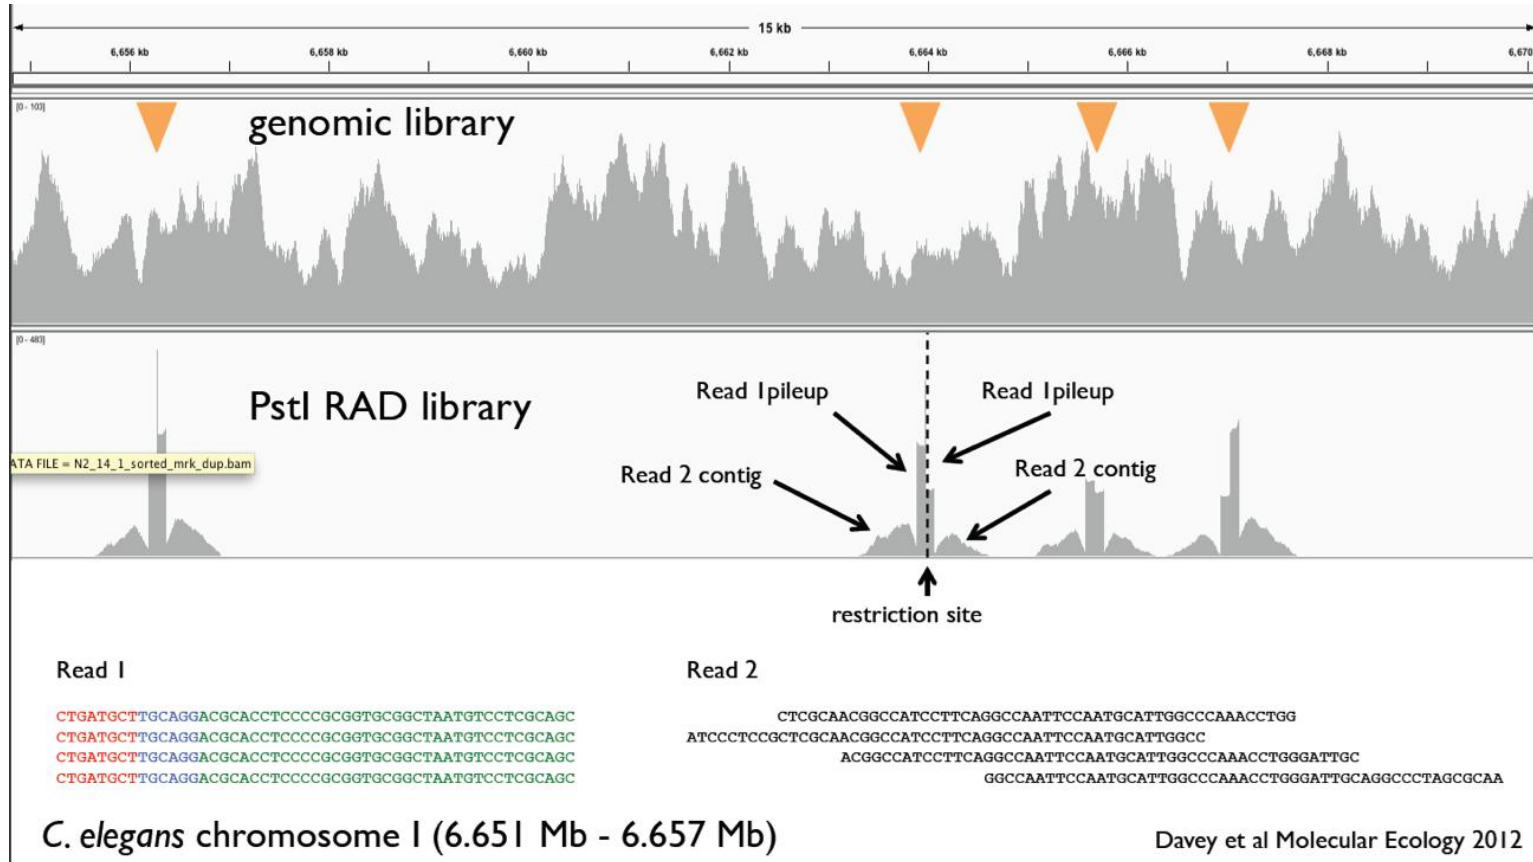 15 kb
6,656 kb 6,658 kb 6,660 kb 6,662 kb 6,664 kb 6,666 kb 6,668 kb 6,670
[0 - 103]
genomic library
[0 - 483]
PstI RAD library
Read 1pileup
Read 1pileup
ATA FILE = N2_14_1_sorted_mrk_dup.bam
Read 2 contig
Read 2 contig
restriction site
Read 1
CTGATGCTTGCAGGACGCACCTCCCCGCGGTGCGGCTAATGTCCTCGCAGC
CTGATGCTTGCAGGACGCACCTCCCCGCGGTGCGGCTAATGTCCTCGCAGC
CTGATGCTTGCAGGACGCACCTCCCCGCGGTGCGGCTAATGTCCTCGCAGC
CTGATGCTTGCAGGACGCACCTCCCCGCGGTGCGGCTAATGTCCTCGCAGC
Read 2
CTCGCAACGGCCATCCTTCAGGCCAATTCCAATGCATTGGCCCAAACCTGG
ATCCCTCCGCTCGCAACGGCCATCCTTCAGGCCAATTCCAATGCATTGGCC
ACGGCCATCCTTCAGGCCAATTCCAATGCATTGGCCCAAACCTGGGATTGC
GGCCAATTCCAATGCATTGGCCCAAACCTGGGATTGCAGGCCCTAGCGCAA
C. elegans chromosome I (6.651 Mb - 6.657 Mb)
Davey et al Molecular Ecology 2012